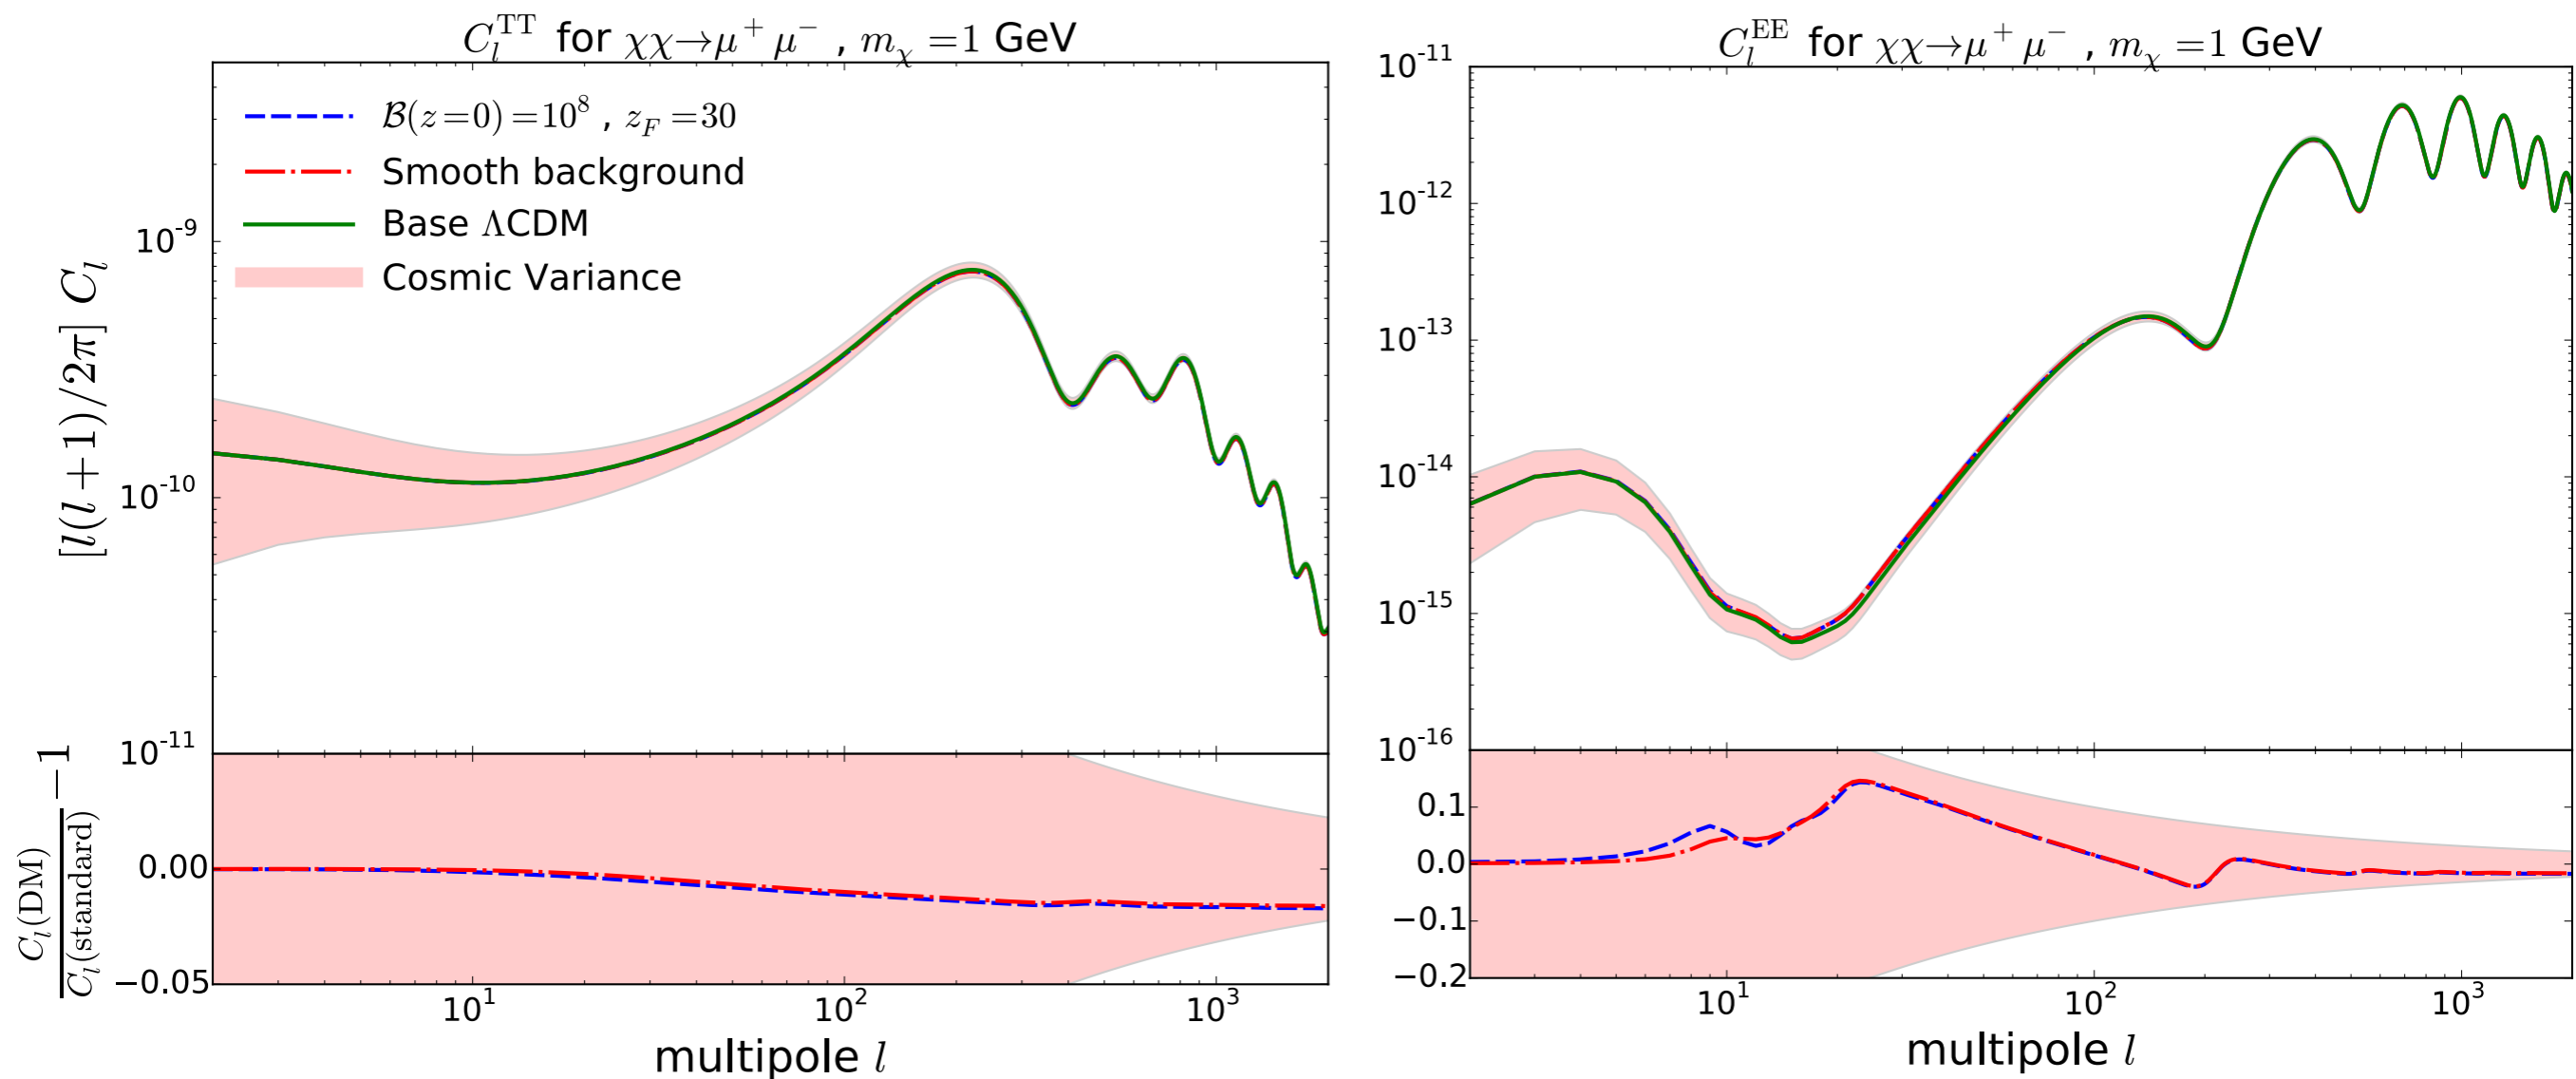 C_l^TT for χχ→μ⁺μ⁻ , m_χ =1 GeV
B(z=0)=10⁸ , z_F =30
Smooth background
Base ΛCDM
Cosmic Variance
[l(l+1)/2π] C_l
10⁻⁹
10⁻¹⁰
10⁻¹¹
C_l(DM)/C_l(standard) −1
0.00
−0.05
10¹ 10² 10³
multipole l
C_l^EE for χχ→μ⁺μ⁻ , m_χ =1 GeV
10⁻¹¹
10⁻¹²
10⁻¹³
10⁻¹⁴
10⁻¹⁵
10⁻¹⁶
0.1
0.0
−0.1
−0.2
10¹ 10² 10³
multipole l